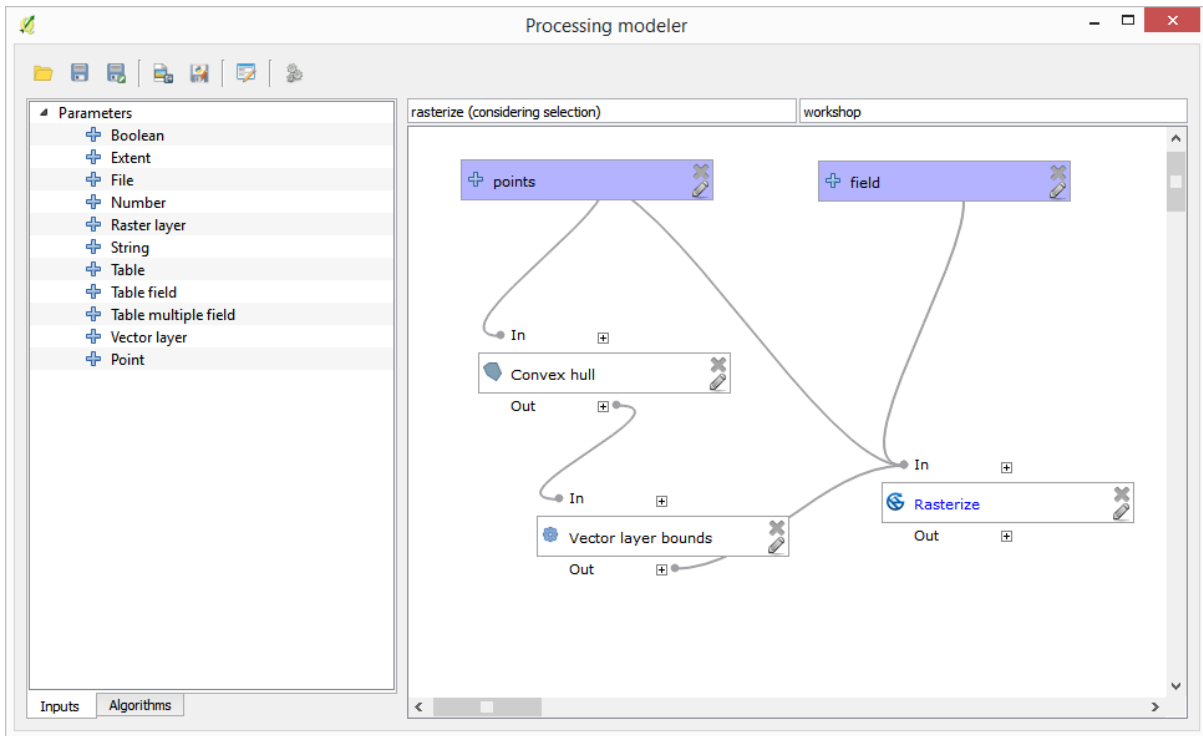 Processing modeler
Parameters
Boolean
Extent
File
Number
Raster layer
String
Table
Table field
Table multiple field
Vector layer
Point
Inputs
Algorithms
rasterize (considering selection)
workshop
points
field
In
Convex hull
Out
In
Rasterize
Out
In
Vector layer bounds
Out